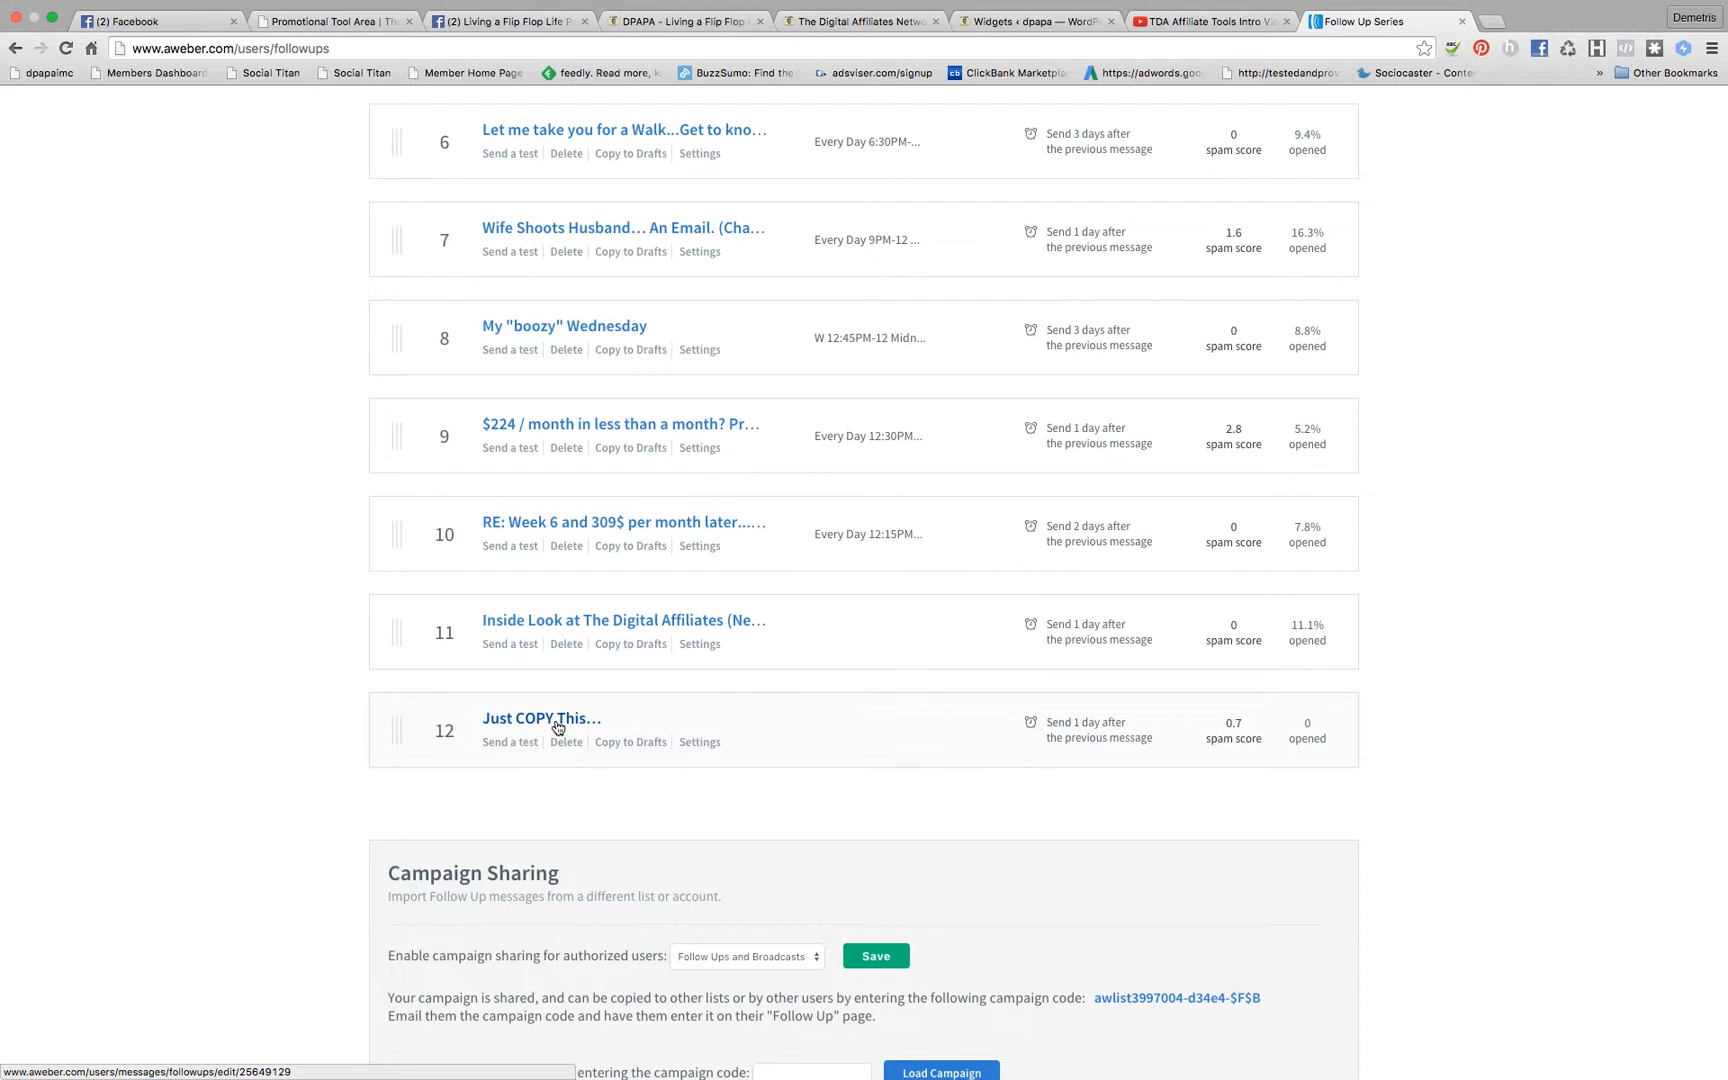 (2) Facebook
Promotional Tool Area | The
(2) Living a Flip Flop Life P
DPAPA - Living a Flip Flop L
The Digital Affiliates Netw
Widgets ‹ dpapa — WordP
TDA Affiliate Tools Intro Vi
Follow Up Series
Demetris
www.aweber.com/users/followups
dpapaimc
Members Dashboard
Social Titan
Social Titan
Member Home Page
feedly. Read more,
BuzzSumo: Find the
adsviser.com/signup
ClickBank Marketpla
https://adwords.goo
http://testedandprov
Sociocaster - Conte
»
Other Bookmarks
6
Let me take you for a Walk...Get to kno...
Send a test | Delete | Copy to Drafts | Settings
Every Day 6:30PM-...
Send 3 days after
the previous message
0
spam score
9.4%
opened
7
Wife Shoots Husband... An Email. (Cha...
Send a test | Delete | Copy to Drafts | Settings
Every Day 9PM-12 ...
Send 1 day after
the previous message
1.6
spam score
16.3%
opened
8
My "boozy" Wednesday
Send a test | Delete | Copy to Drafts | Settings
W 12:45PM-12 Midn...
Send 3 days after
the previous message
0
spam score
8.8%
opened
9
$224 / month in less than a month? Pr...
Send a test | Delete | Copy to Drafts | Settings
Every Day 12:30PM...
Send 1 day after
the previous message
2.8
spam score
5.2%
opened
10
RE: Week 6 and 309$ per month later......
Send a test | Delete | Copy to Drafts | Settings
Every Day 12:15PM...
Send 2 days after
the previous message
0
spam score
7.8%
opened
11
Inside Look at The Digital Affiliates (Ne...
Send a test | Delete | Copy to Drafts | Settings
Send 1 day after
the previous message
0
spam score
11.1%
opened
12
Just COPY This...
Send a test | Delete | Copy to Drafts | Settings
Send 1 day after
the previous message
0.7
spam score
0
opened
Campaign Sharing
Import Follow Up messages from a different list or account.
Enable campaign sharing for authorized users: Follow Ups and Broadcasts Save
Your campaign is shared, and can be copied to other lists or by other users by entering the following campaign code: awlist3997004-d34e4-$F$B
Email them the campaign code and have them enter it on their "Follow Up" page.
entering the campaign code: Load Campaign
www.aweber.com/users/messages/followups/edit/25649129